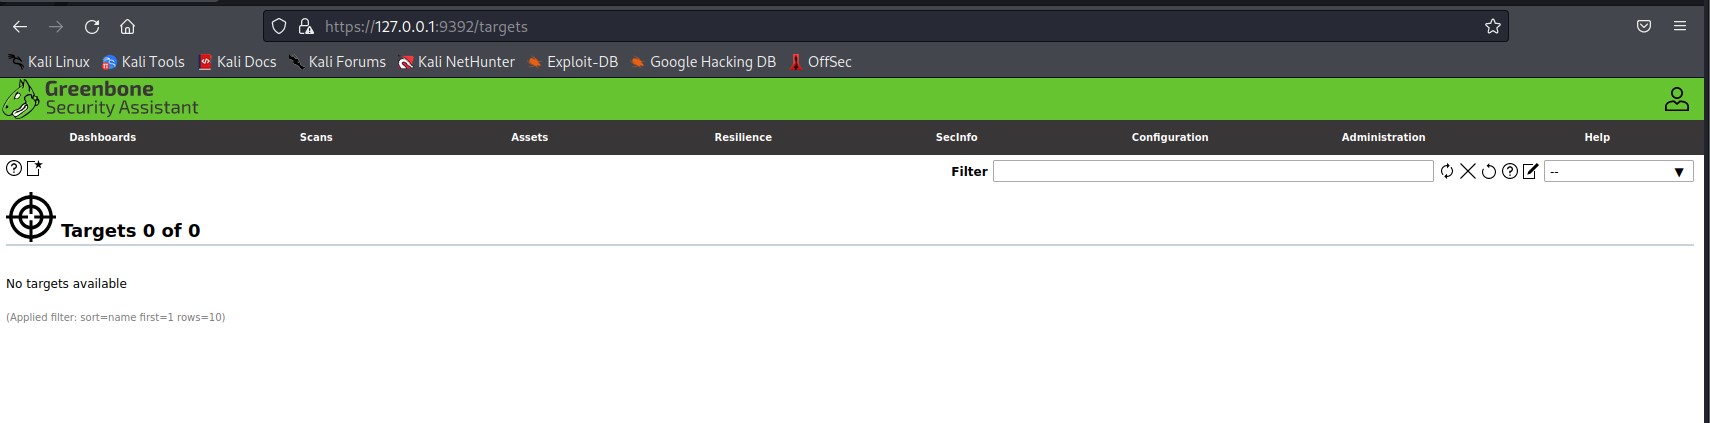 https://127.0.0.1:9392/targets
Kali Linux Kali Tools Kali Docs Kali Forums Kali NetHunter Exploit-DB Google Hacking DB OffSec
Greenbone
Security Assistant
Dashboards Scans Assets Resilience SecInfo Configuration Administration Help
Filter --
Targets 0 of 0
No targets available
(Applied filter: sort=name first=1 rows=10)